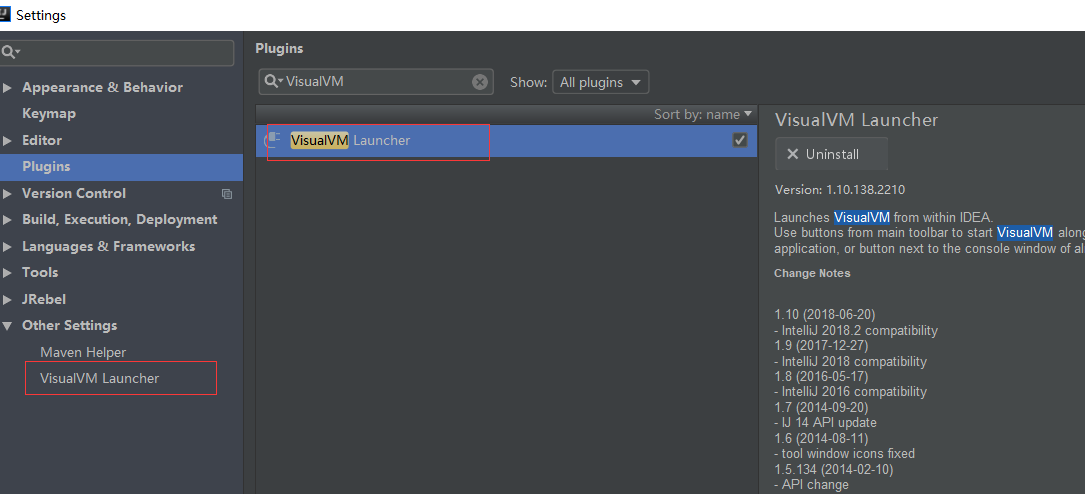 Settings
Appearance & Behavior
Keymap
Editor
Plugins
Version Control
Build, Execution, Deployment
Languages & Frameworks
Tools
JRebel
Other Settings
Maven Helper
VisualVM Launcher
Plugins
VisualVM
Show: All plugins
Sort by: name
VisualVM Launcher
VisualVM Launcher
Uninstall
Version: 1.10.138.2210
Launches VisualVM from within IDEA.
Use buttons from main toolbar to start VisualVM along
application, or button next to the console window of al
Change Notes
1.10 (2018-06-20)
- IntelliJ 2018.2 compatibility
1.9 (2017-12-27)
- IntelliJ 2018 compatibility
1.8 (2016-05-17)
- IntelliJ 2016 compatibility
1.7 (2014-09-20)
- IJ 14 API update
1.6 (2014-08-11)
- tool window icons fixed
1.5.134 (2014-02-10)
- API change